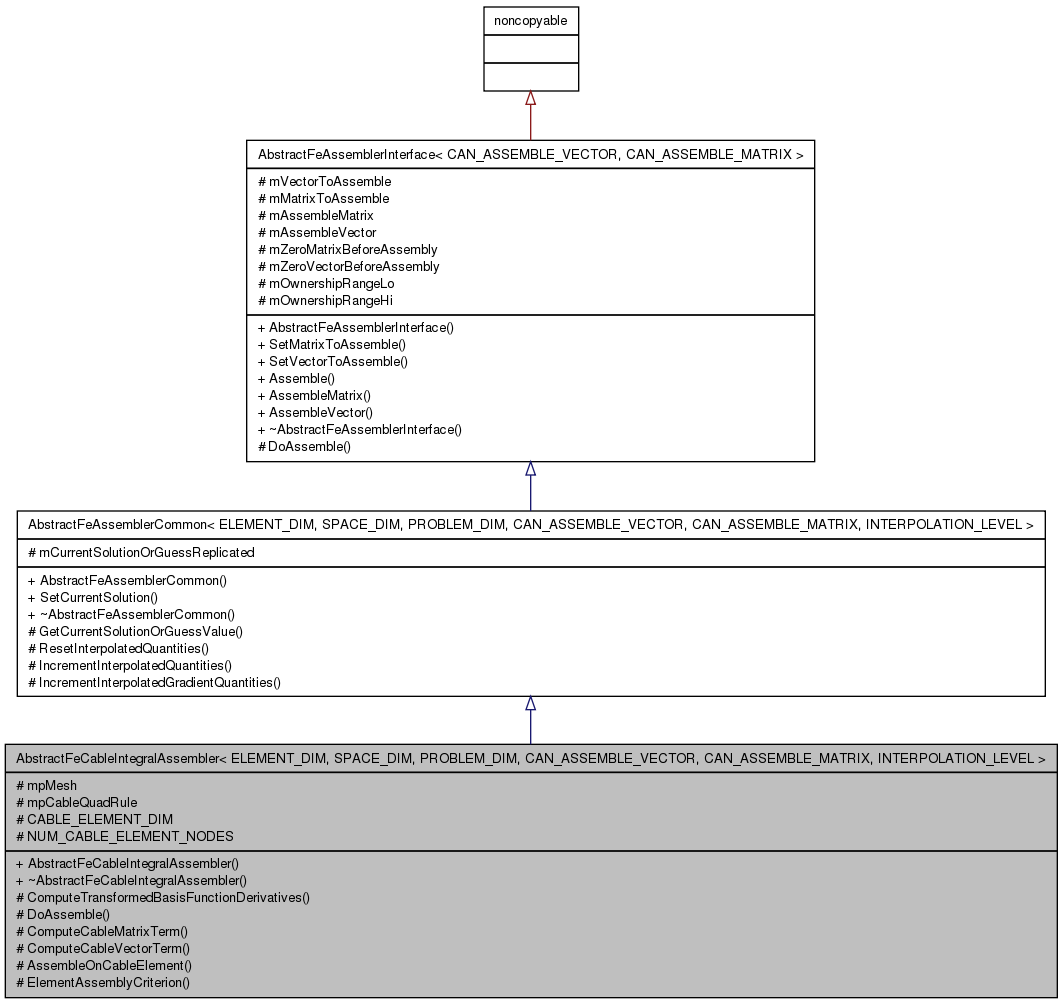 noncopyable
AbstractFeAssemblerInterface< CAN_ASSEMBLE_VECTOR, CAN_ASSEMBLE_MATRIX >
# mVectorToAssemble
# mMatrixToAssemble
# mAssembleMatrix
# mAssembleVector
# mZeroMatrixBeforeAssembly
# mZeroVectorBeforeAssembly
# mOwnershipRangeLo
# mOwnershipRangeHi
+ AbstractFeAssemblerInterface()
+ SetMatrixToAssemble()
+ SetVectorToAssemble()
+ Assemble()
+ AssembleMatrix()
+ AssembleVector()
+ ~AbstractFeAssemblerInterface()
# DoAssemble()
AbstractFeAssemblerCommon< ELEMENT_DIM, SPACE_DIM, PROBLEM_DIM, CAN_ASSEMBLE_VECTOR, CAN_ASSEMBLE_MATRIX, INTERPOLATION_LEVEL >
# mCurrentSolutionOrGuessReplicated
+ AbstractFeAssemblerCommon()
+ SetCurrentSolution()
+ ~AbstractFeAssemblerCommon()
# GetCurrentSolutionOrGuessValue()
# ResetInterpolatedQuantities()
# IncrementInterpolatedQuantities()
# IncrementInterpolatedGradientQuantities()
AbstractFeCableIntegralAssembler< ELEMENT_DIM, SPACE_DIM, PROBLEM_DIM, CAN_ASSEMBLE_VECTOR, CAN_ASSEMBLE_MATRIX, INTERPOLATION_LEVEL >
# mpMesh
# mpCableQuadRule
# CABLE_ELEMENT_DIM
# NUM_CABLE_ELEMENT_NODES
+ AbstractFeCableIntegralAssembler()
+ ~AbstractFeCableIntegralAssembler()
# ComputeTransformedBasisFunctionDerivatives()
# DoAssemble()
# ComputeCableMatrixTerm()
# ComputeCableVectorTerm()
# AssembleOnCableElement()
# ElementAssemblyCriterion()